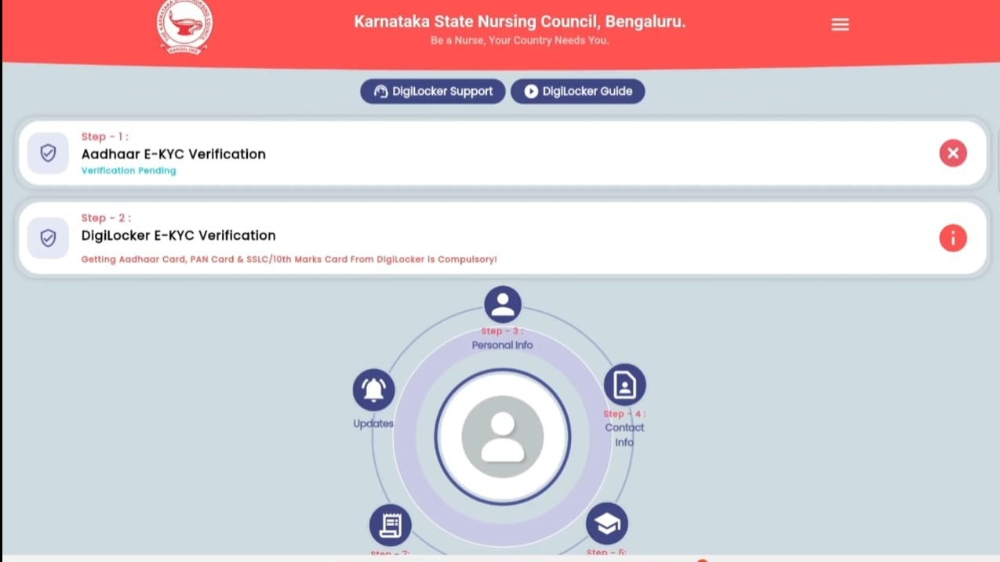 Karnataka State Nursing Council, Bengaluru.
Be a Nurse, Your Country Needs You.
DigiLocker Support
DigiLocker Guide
Step - 1 :
Aadhaar E-KYC Verification
Verification Pending
Step - 2 :
DigiLocker E-KYC Verification
Getting Aadhaar Card, PAN Card & SSLC/10th Marks Card From DigiLocker Is Compulsory!
Step - 3 :
Personal Info
Updates
Step - 4 :
Contact
Info
Step - 7:
Step - 5: